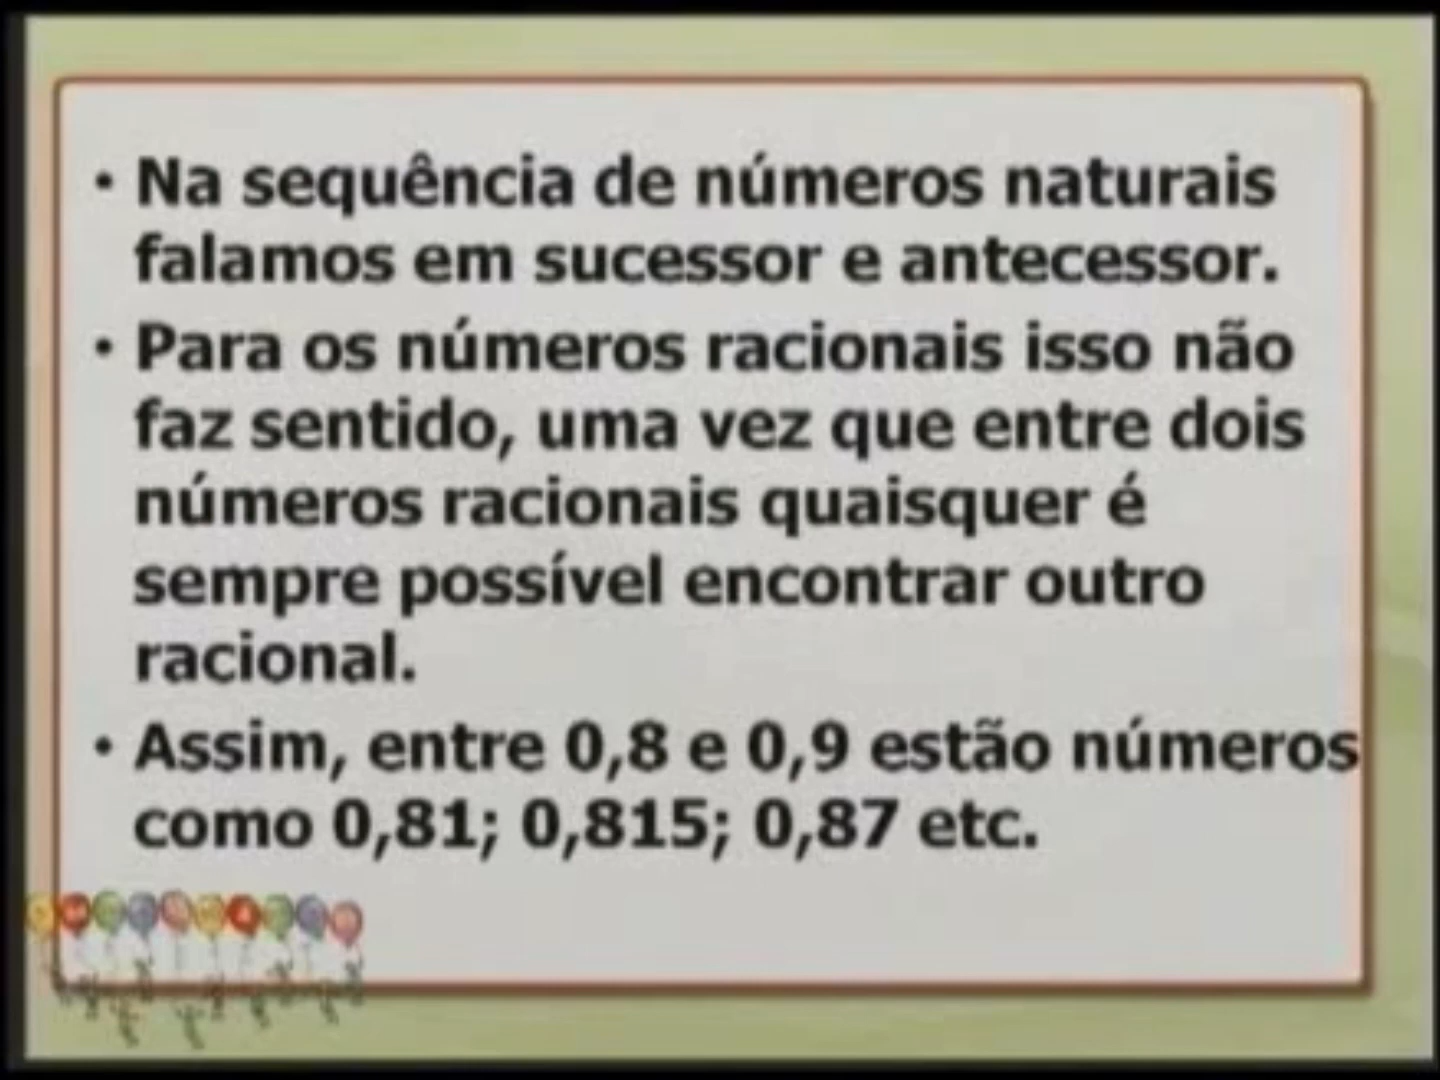 • Na sequência de números naturais
falamos em sucessor e antecessor.
• Para os números racionais isso não
faz sentido, uma vez que entre dois
números racionais quaisquer é
sempre possível encontrar outro
racional.
• Assim, entre 0,8 e 0,9 estão números
como 0,81; 0,815; 0,87 etc.